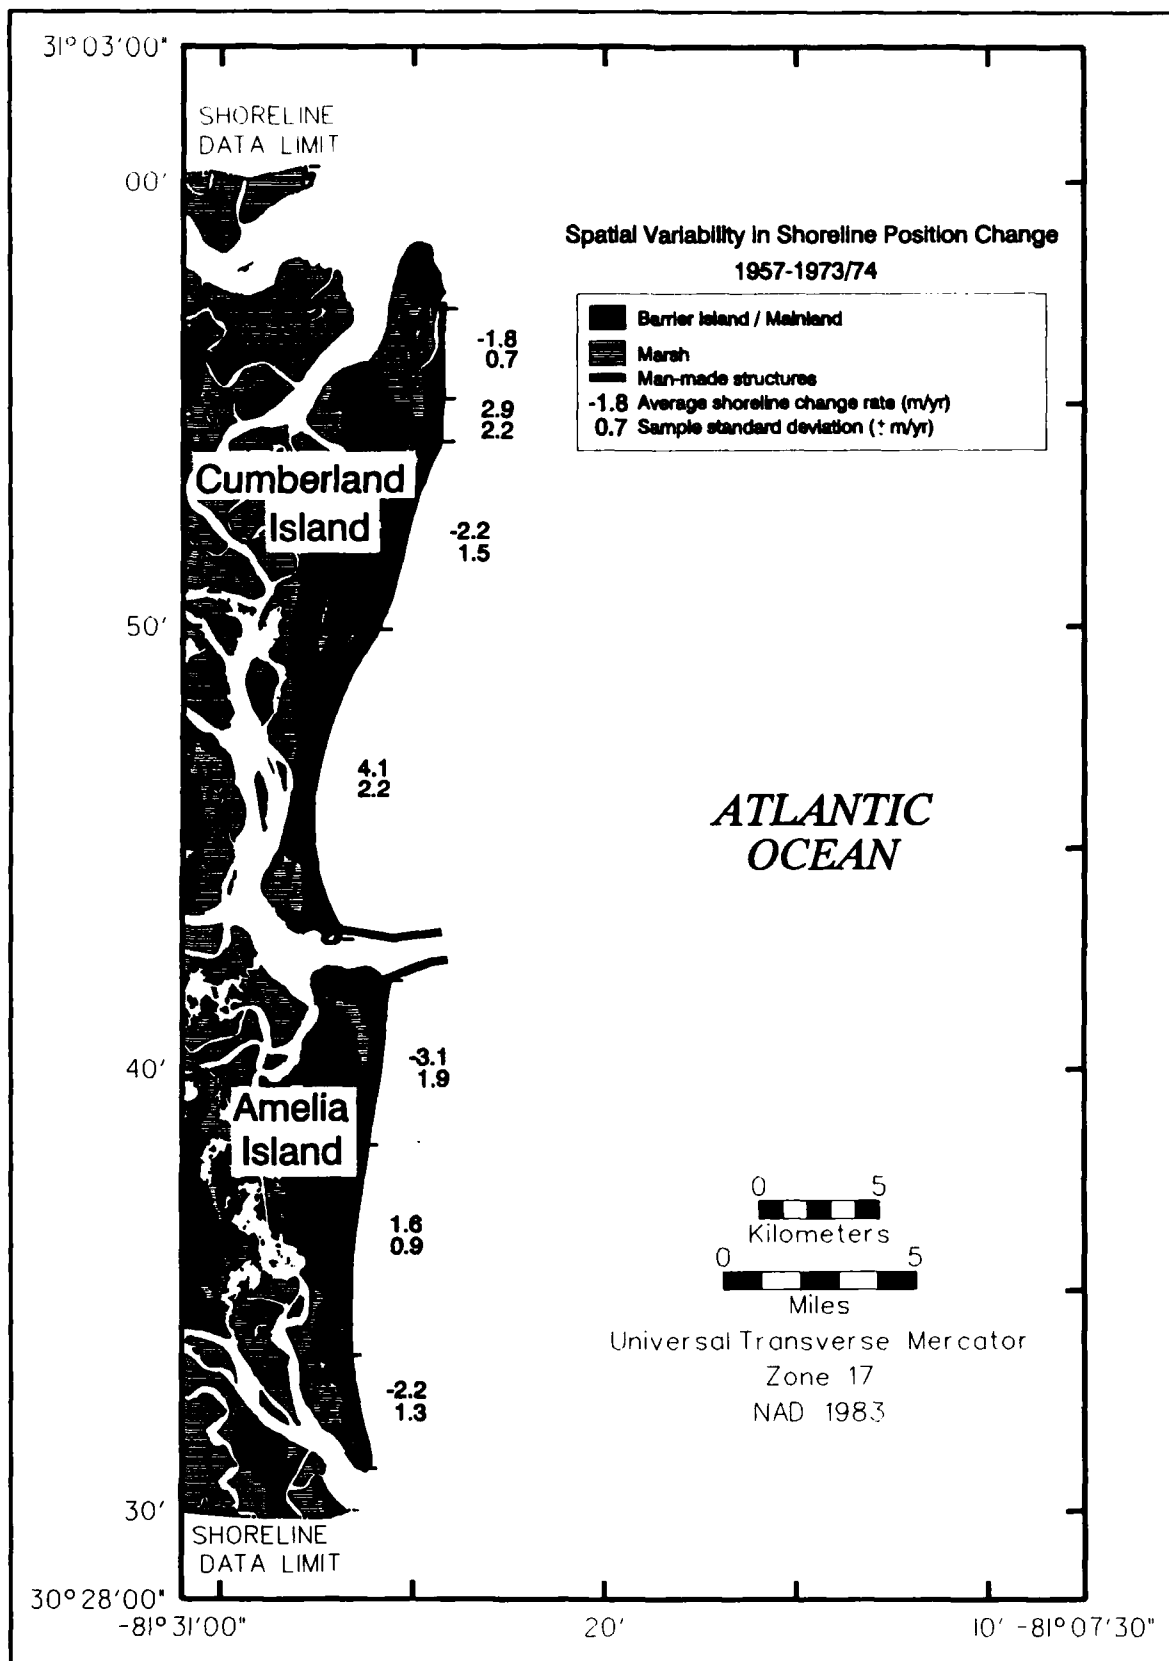 31°03'00"
SHORELINE
DATA LIMIT
00'
Spatial Variability in Shoreline Position Change
1957-1973/74
Barrier Island / Mainland
Marsh
Man-made structures
-1.8 Average shoreline change rate (m/yr)
0.7 Sample standard deviation (± m/yr)
-1.8
0.7
2.9
2.2
Cumberland
Island
-2.2
1.5
50'
4.1
2.2
ATLANTIC
OCEAN
-3.1
1.9
40'
Amelia
Island
1.6
0.9
0 5
Kilometers
0 5
Miles
Universal Transverse Mercator
Zone 17
NAD 1983
-2.2
1.3
30'
SHORELINE
DATA LIMIT
30°28'00"
-81°31'00" 20' 10' -81°07'30"